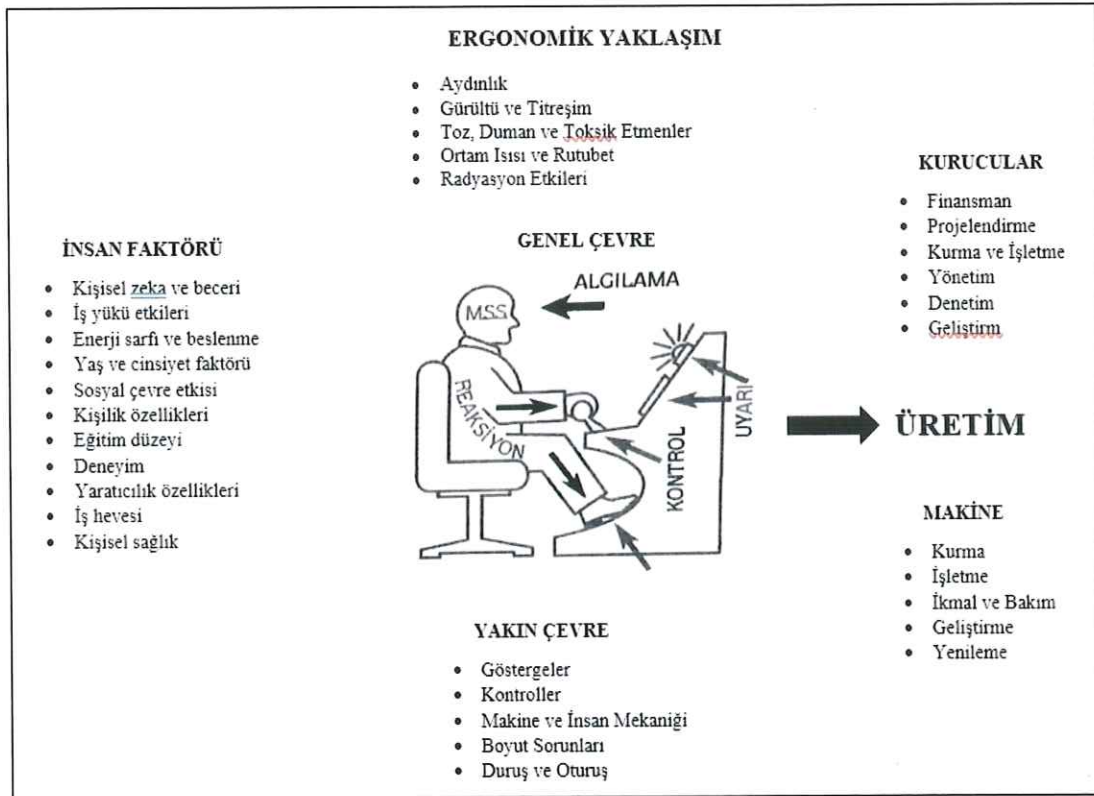 ERGONOMİK YAKLAŞIM
• Aydınlık
• Gürültü ve Titreşim
• Toz, Duman ve Toksik Etmenler
• Ortam Isısı ve Rutubet
• Radyasyon Etkileri
KURUCULAR
• Finansman
• Projelendirme
• Kurma ve İşletme
• Yönetim
• Denetim
• Geliştirm
İNSAN FAKTÖRÜ
• Kişisel zeka ve beceri
• İş yükü etkileri
• Enerji sarfı ve beslenme
• Yaş ve cinsiyet faktörü
• Sosyal çevre etkisi
• Kişilik özellikleri
• Eğitim düzeyi
• Deneyim
• Yaratıcılık özellikleri
• İş hevesi
• Kişisel sağlık
GENEL ÇEVRE
ALGILAMA
M.S.S.
REAKSİYON
KONTROL
UYARI
ÜRETİM
MAKİNE
• Kurma
• İşletme
• İkmal ve Bakım
• Geliştirme
• Yenileme
YAKIN ÇEVRE
• Göstergeler
• Kontroller
• Makine ve İnsan Mekaniği
• Boyut Sorunları
• Duruş ve Oturuş